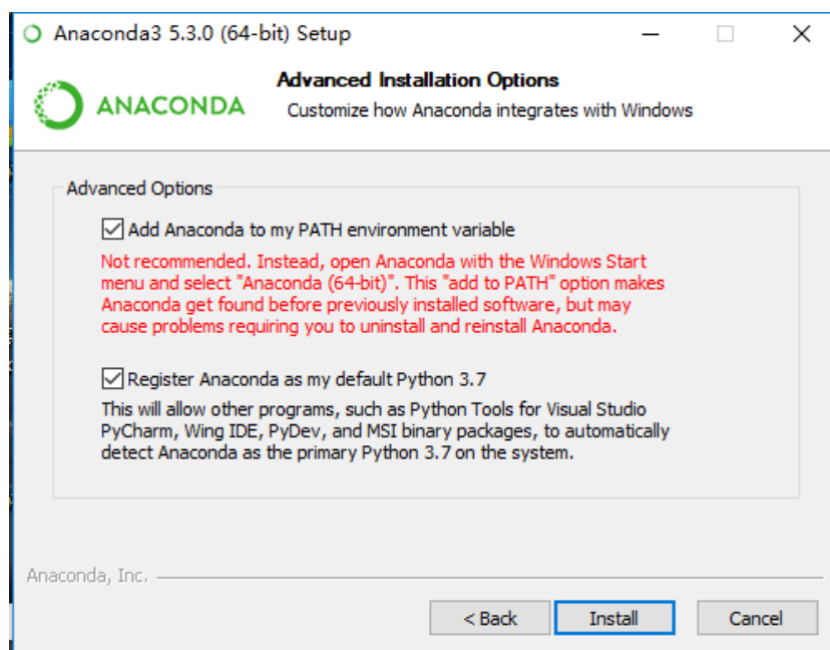 Anaconda3 5.3.0 (64-bit) Setup
Advanced Installation Options
ANACONDA
Customize how Anaconda integrates with Windows
Advanced Options
Add Anaconda to my PATH environment variable
Not recommended. Instead, open Anaconda with the Windows Start
menu and select "Anaconda (64-bit)". This "add to PATH" option makes
Anaconda get found before previously installed software, but may
cause problems requiring you to uninstall and reinstall Anaconda.
Register Anaconda as my default Python 3.7
This will allow other programs, such as Python Tools for Visual Studio
PyCharm, Wing IDE, PyDev, and MSI binary packages, to automatically
detect Anaconda as the primary Python 3.7 on the system.
Anaconda, Inc.
< Back Install Cancel